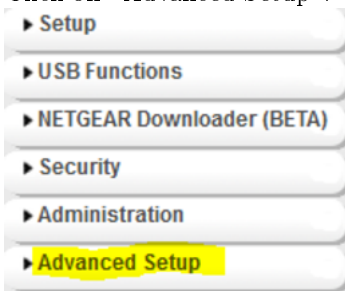 Setup
USB Functions
NETGEAR Downloader (BETA)
Security
Administration
Advanced Setup